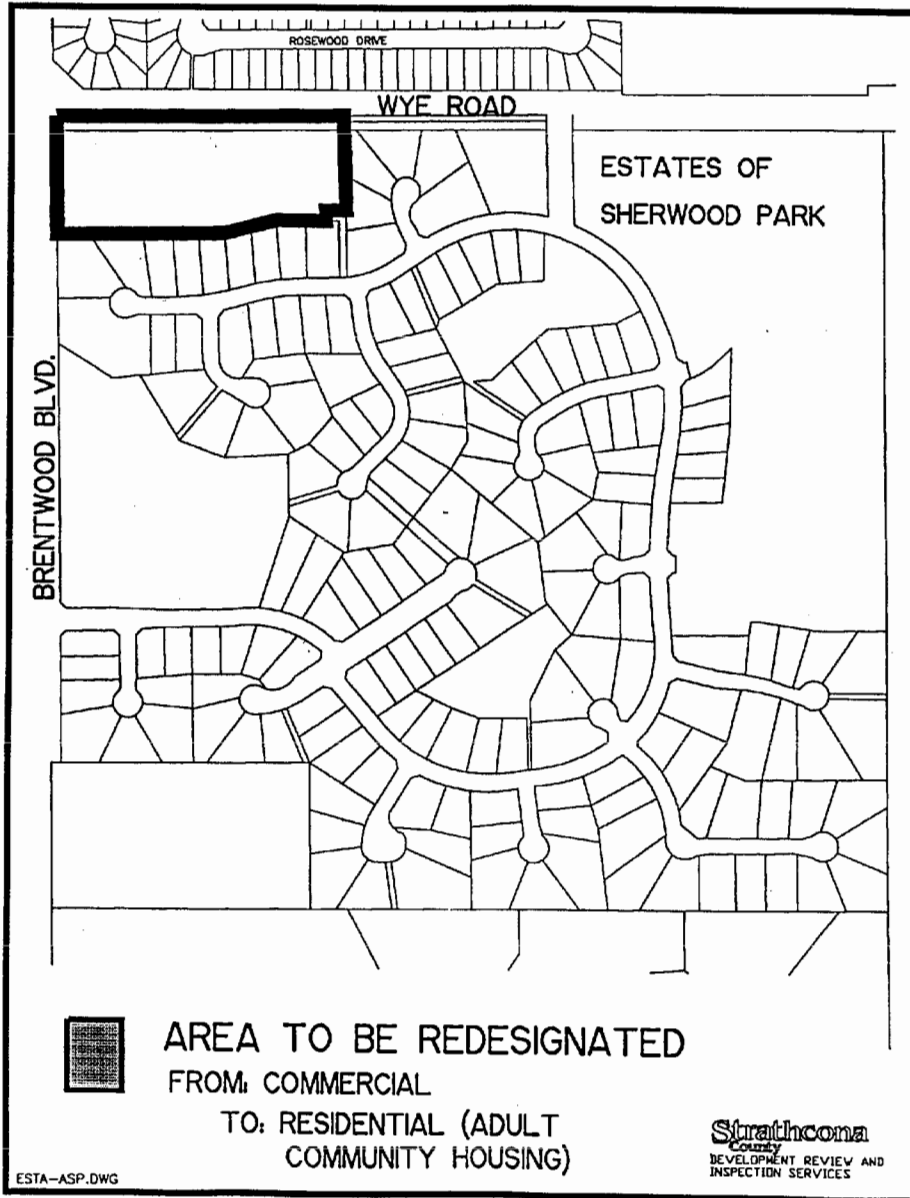 ROSEWOOD DRIVE
WYE ROAD
ESTATES OF
SHERWOOD PARK
BRENTWOOD BLVD.
AREA TO BE REDESIGNATED
FROM: COMMERCIAL
TO: RESIDENTIAL (ADULT
COMMUNITY HOUSING)
Strathcona
County
DEVELOPMENT REVIEW AND
INSPECTION SERVICES
ESTA-ASP.DWG